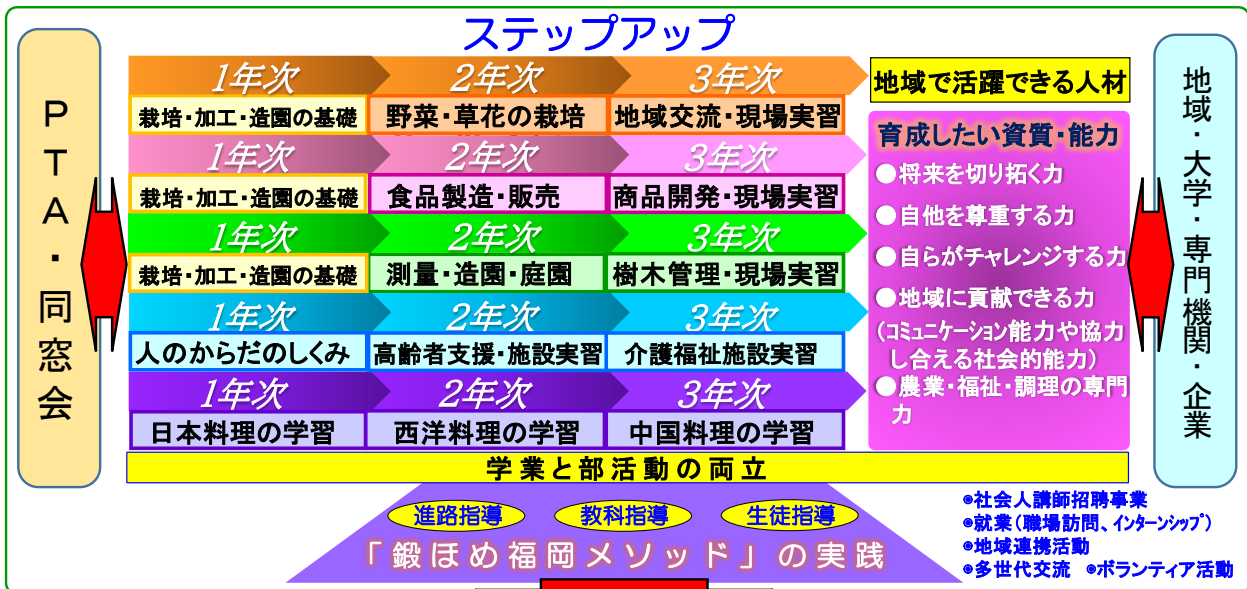 ステップアップ
PTA・同窓会
1年次 2年次 3年次
栽培・加工・造園の基礎 野菜・草花の栽培 地域交流・現場実習
1年次 2年次 3年次
栽培・加工・造園の基礎 食品製造・販売 商品開発・現場実習
1年次 2年次 3年次
栽培・加工・造園の基礎 測量・造園・庭園 樹木管理・現場実習
1年次 2年次 3年次
人のからだのしくみ 高齢者支援・施設実習 介護福祉施設実習
1年次 2年次 3年次
日本料理の学習 西洋料理の学習 中国料理の学習
地域で活躍できる人材
育成したい資質・能力
●将来を切り拓く力
●自他を尊重する力
●自らがチャレンジする力
●地域に貢献できる力
(コミュニケーション能力や協力
し合える社会的能力)
●農業・福祉・調理の専門
力
地域・大学・専門機関・企業
学業と部活動の両立
進路指導 教科指導 生徒指導
「鍛ほめ福岡メソッド」の実践
◉社会人講師招聘事業
◉就業(職場訪問、インターンシップ)
◉地域連携活動
◉多世代交流 ◉ボランティア活動